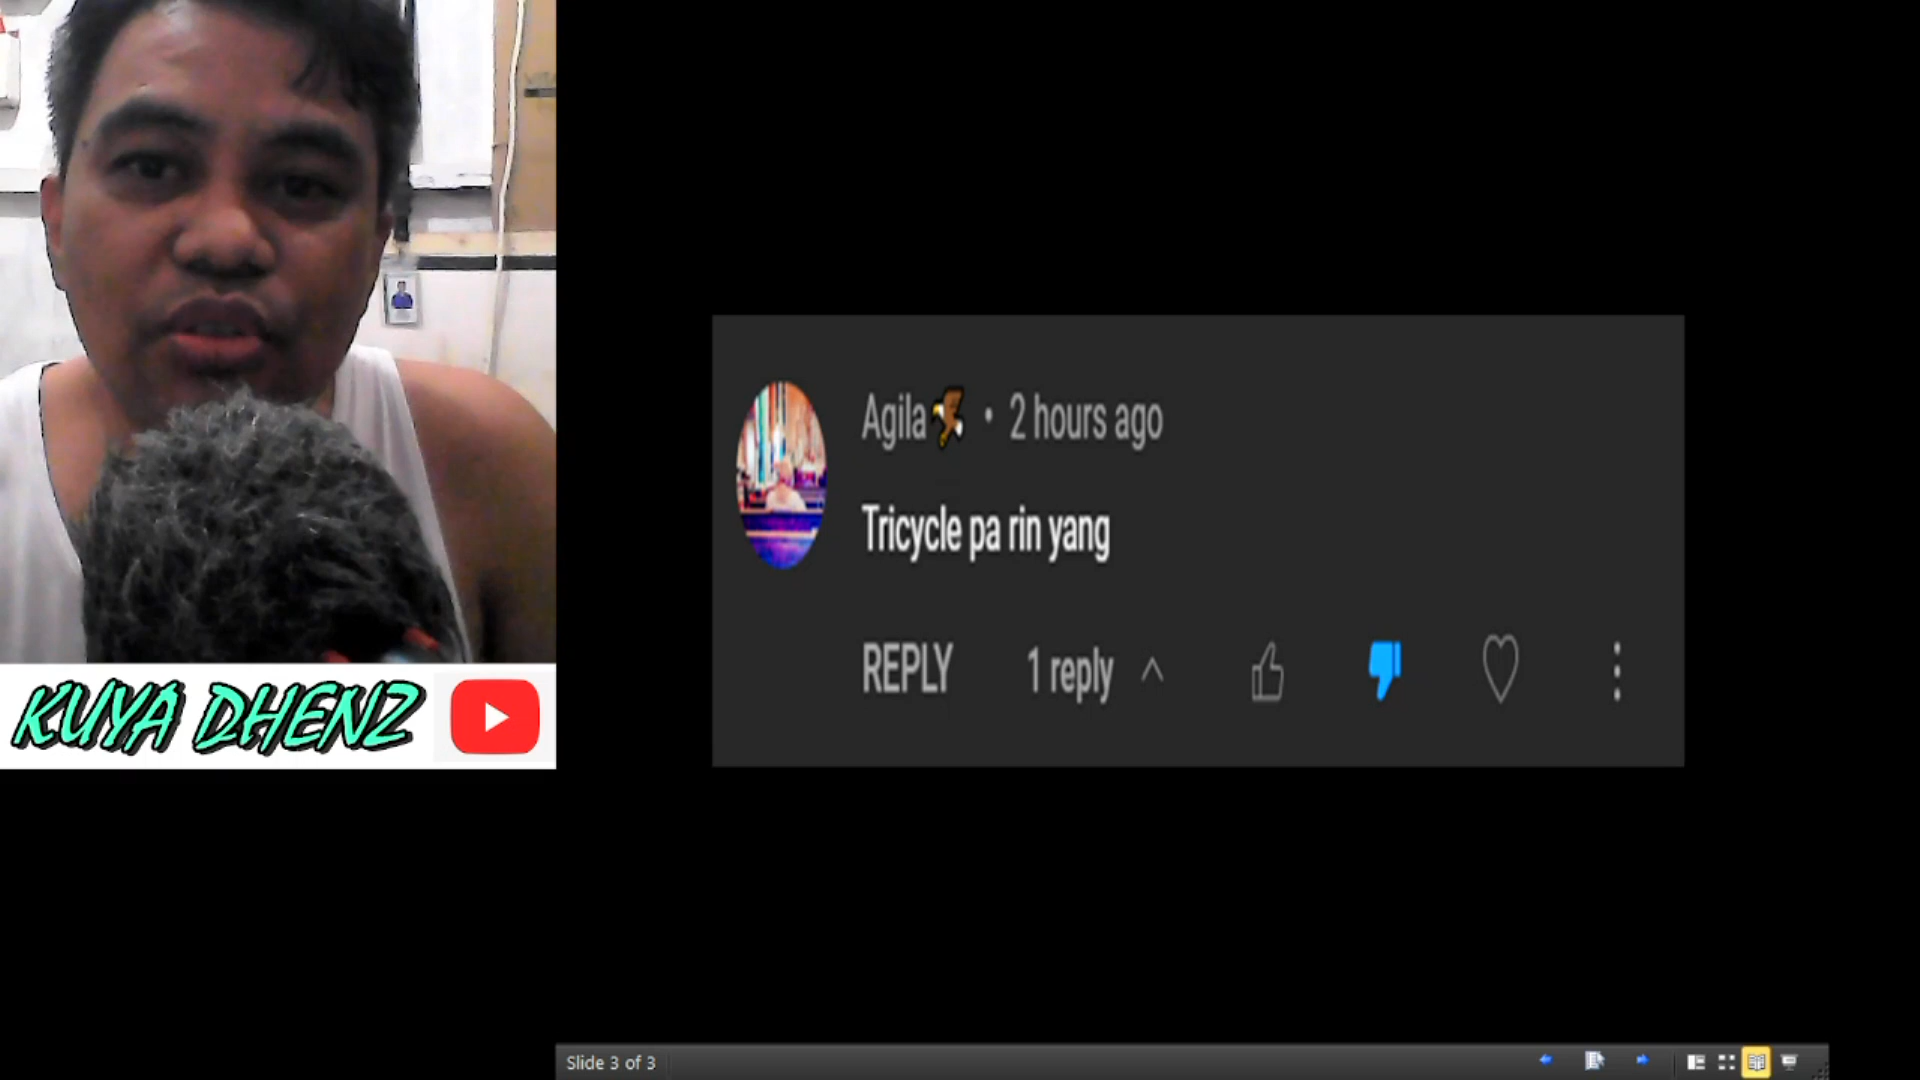 KUYA DHENZ
Agila🦅 • 2 hours ago
Tricycle pa rin yang
REPLY 1 reply
Slide 3 of 3